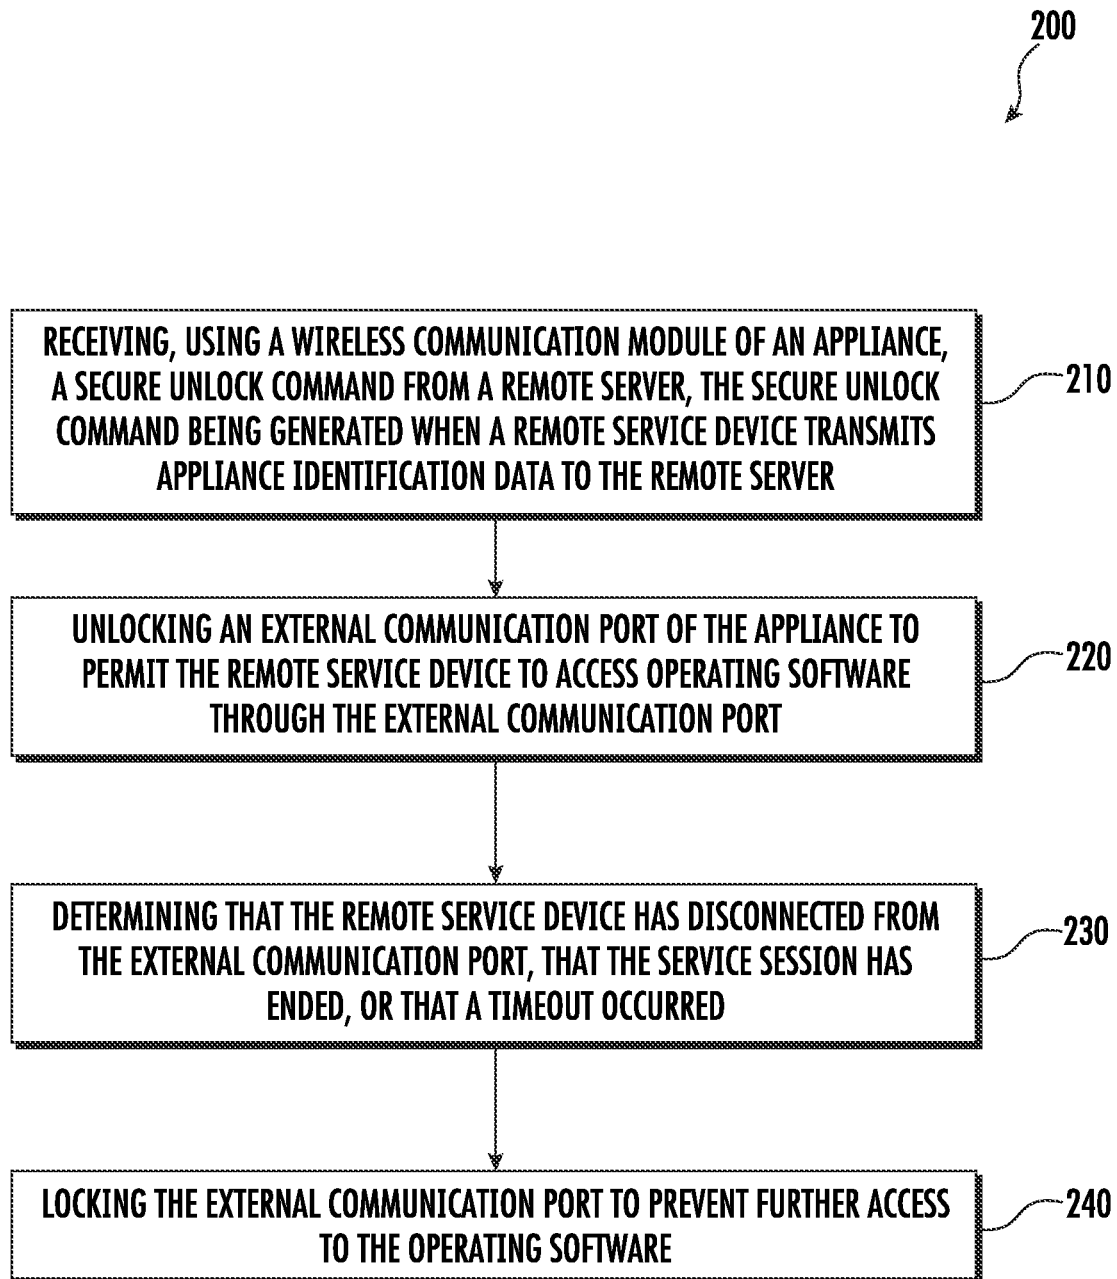 200
RECEIVING, USING A WIRELESS COMMUNICATION MODULE OF AN APPLIANCE,
A SECURE UNLOCK COMMAND FROM A REMOTE SERVER, THE SECURE UNLOCK
COMMAND BEING GENERATED WHEN A REMOTE SERVICE DEVICE TRANSMITS
APPLIANCE IDENTIFICATION DATA TO THE REMOTE SERVER
210
UNLOCKING AN EXTERNAL COMMUNICATION PORT OF THE APPLIANCE TO
PERMIT THE REMOTE SERVICE DEVICE TO ACCESS OPERATING SOFTWARE
THROUGH THE EXTERNAL COMMUNICATION PORT
220
DETERMINING THAT THE REMOTE SERVICE DEVICE HAS DISCONNECTED FROM
THE EXTERNAL COMMUNICATION PORT, THAT THE SERVICE SESSION HAS
ENDED, OR THAT A TIMEOUT OCCURRED
230
LOCKING THE EXTERNAL COMMUNICATION PORT TO PREVENT FURTHER ACCESS
TO THE OPERATING SOFTWARE
240